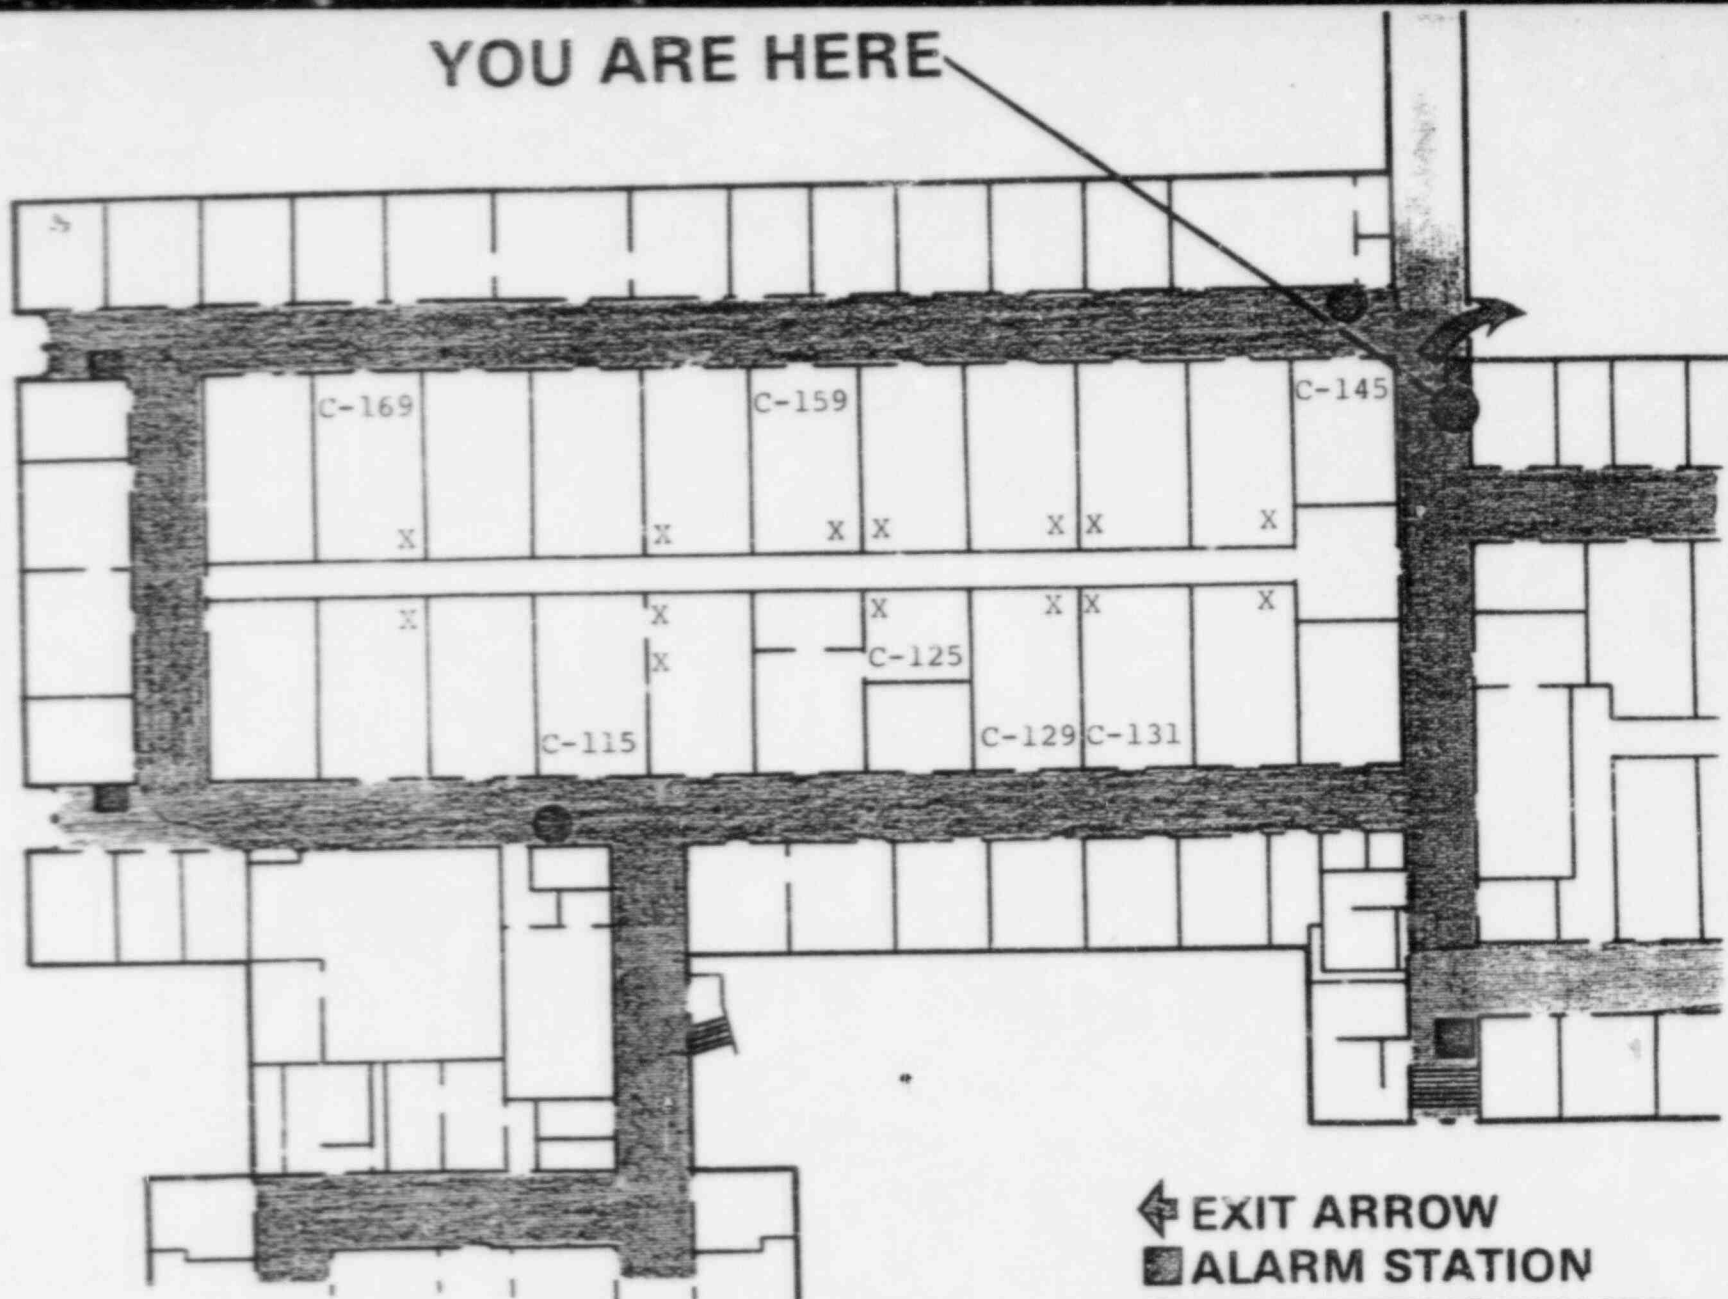 YOU ARE HERE
C-169
C-159
C-145
X
X
X
X
X
X
X
X
X
X
X
X
X
X
C-125
C-115
C-129
C-131
EXIT ARROW
ALARM STATION